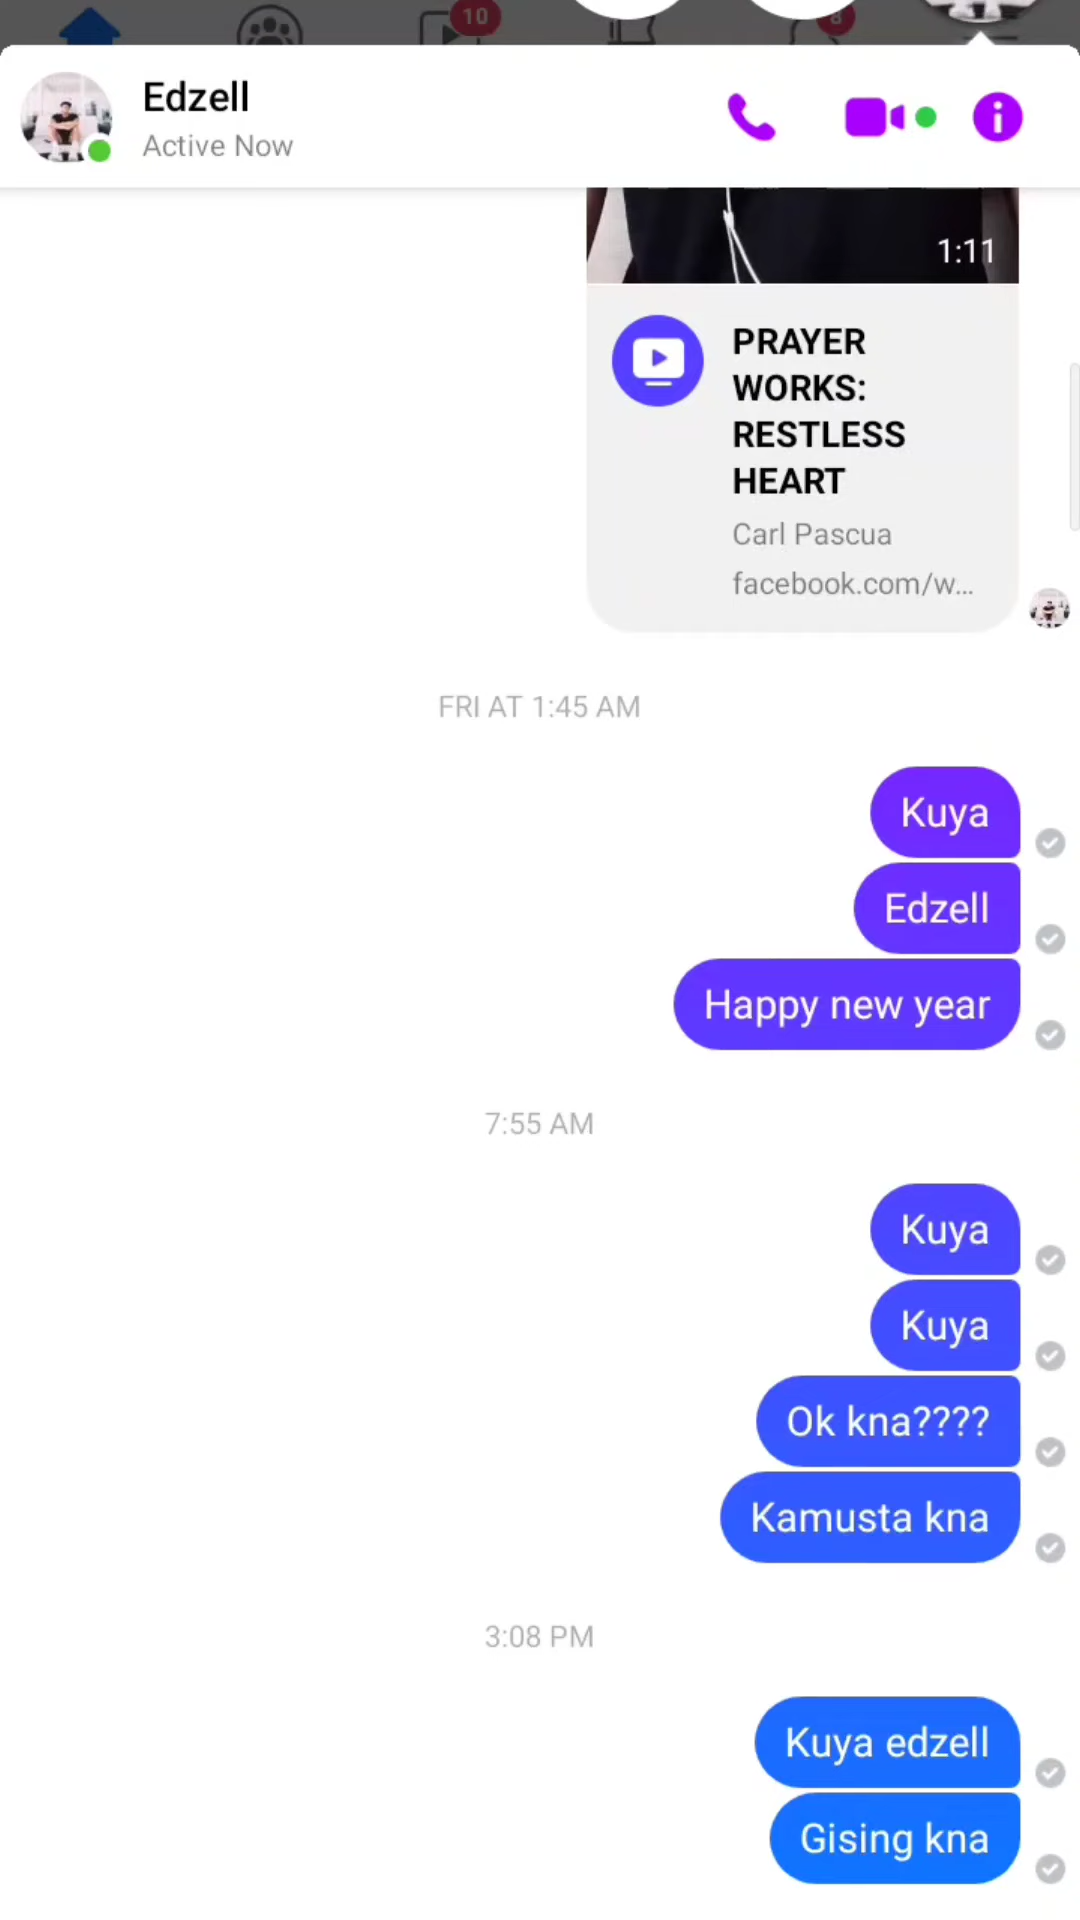 10
8
Edzell
Active Now
1:11
PRAYER
WORKS:
RESTLESS
HEART
Carl Pascua
facebook.com/w...
FRI AT 1:45 AM
Kuya
Edzell
Happy new year
7:55 AM
Kuya
Kuya
Ok kna????
Kamusta kna
3:08 PM
Kuya edzell
Gising kna